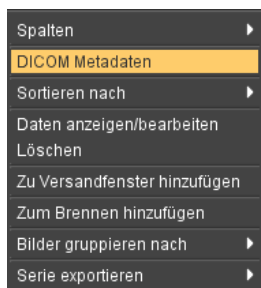 Spalten
DICOM Metadaten
Sortieren nach
Daten anzeigen/bearbeiten
Löschen
Zu Versandfenster hinzufügen
Zum Brennen hinzufügen
Bilder gruppieren nach
Serie exportieren